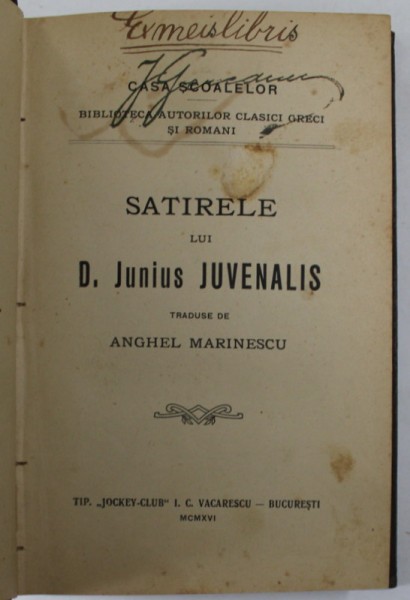 Ex meis libris
CASA ȘCOALELOR
BIBLIOTECA AUTORILOR CLASICI GRECI
ȘI ROMANI
SATIRELE
LUI
D. Junius JUVENALIS
TRADUSE DE
ANGHEL MARINESCU
TIP. „JOCKEY-CLUB“ I. C. VACARESCU — BUCUREȘTI
MCMXVI